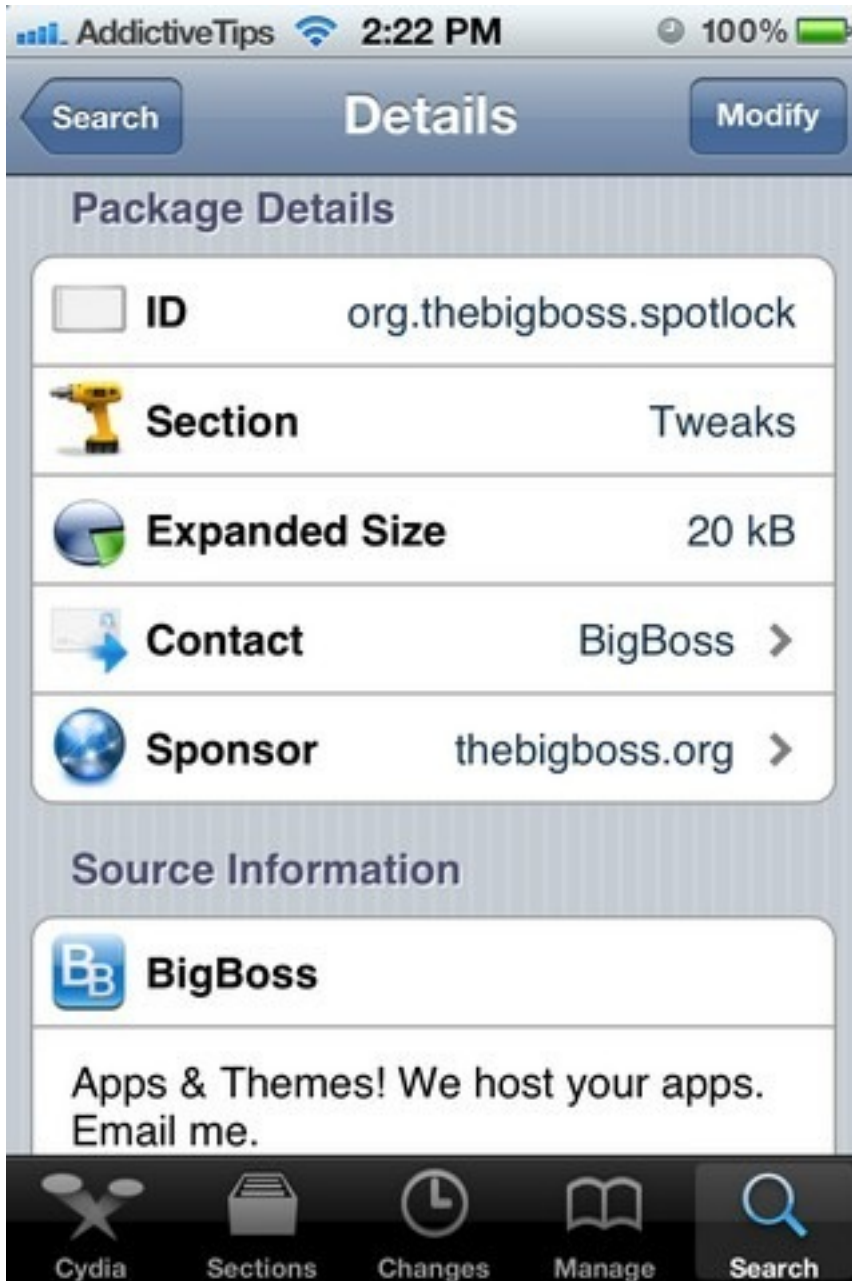 AddictiveTips 2:22 PM 100%
Search Details Modify
Package Details
ID org.thebigboss.spotlock
Section Tweaks
Expanded Size 20 kB
Contact BigBoss
Sponsor thebigboss.org
Source Information
BB BigBoss
Apps & Themes! We host your apps.
Email me.
Cydia Sections Changes Manage Search